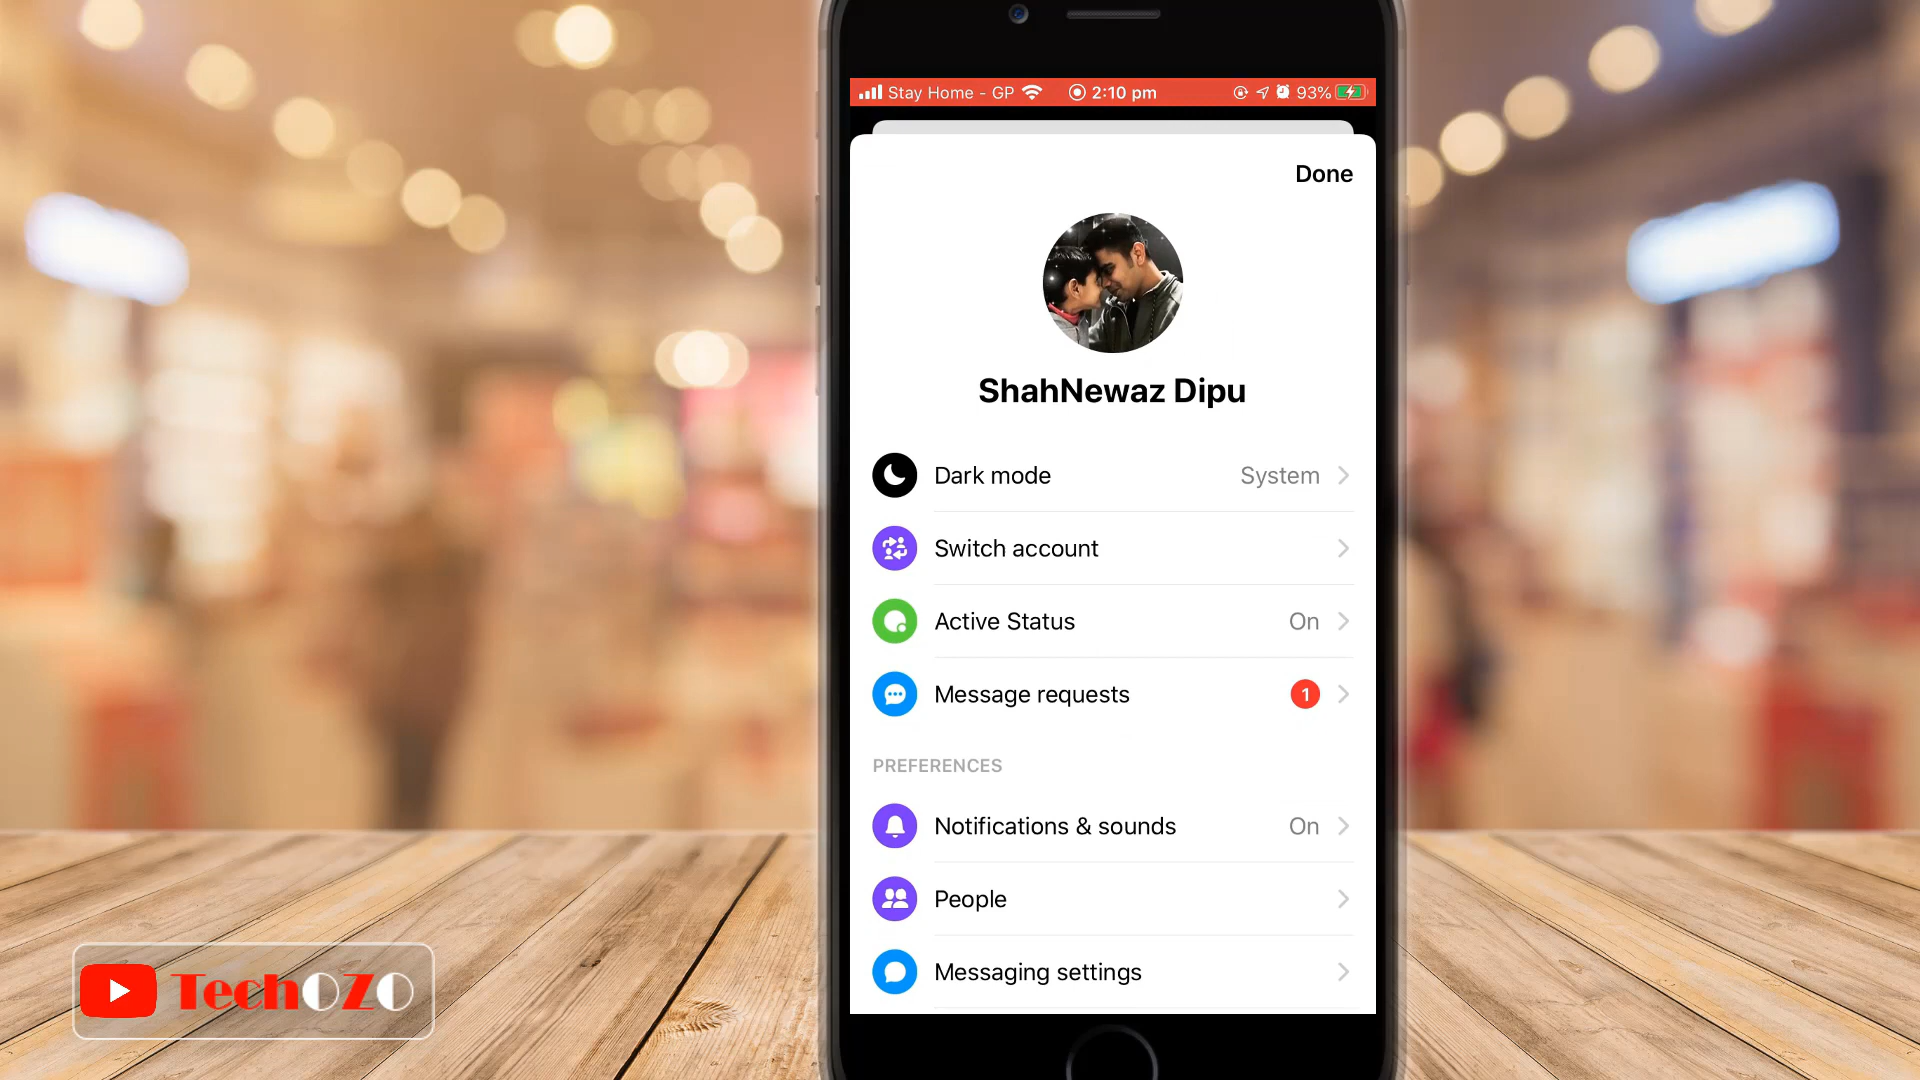 Stay Home - GP 2:10 pm 93%
Done
ShahNewaz Dipu
Dark mode System
Switch account
Active Status On
Message requests 1
PREFERENCES
Notifications & sounds On
People
Messaging settings
TechOZO